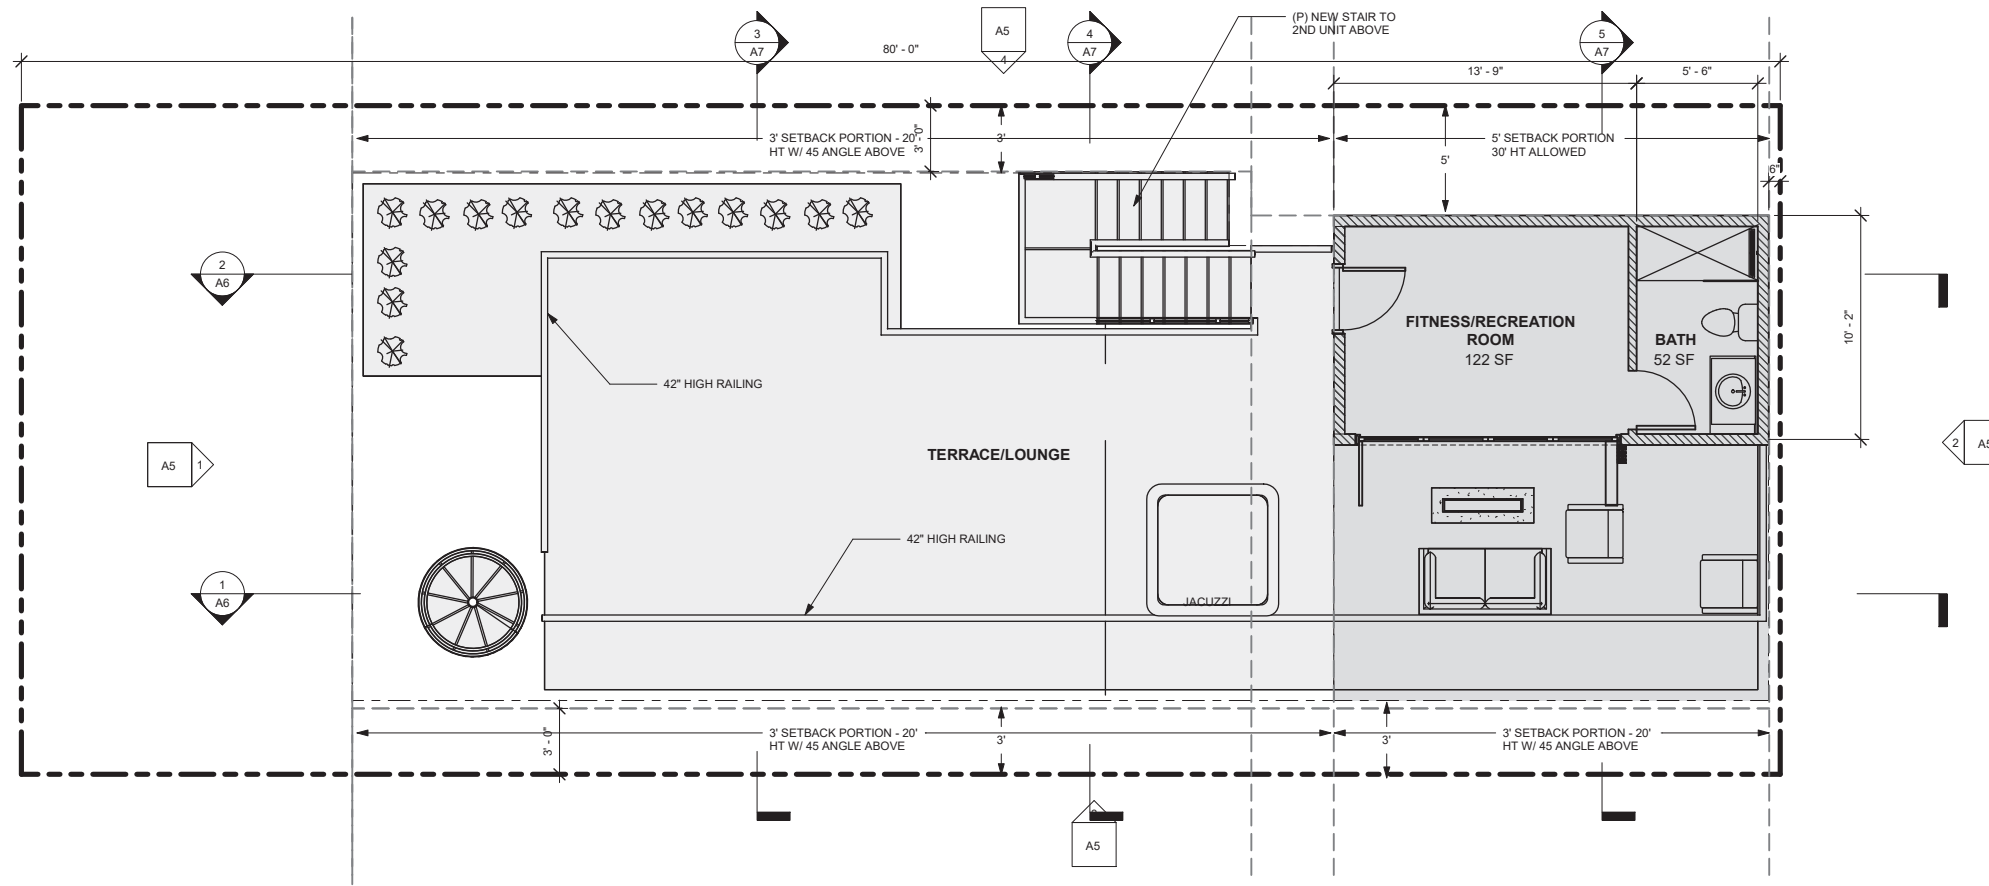 (P) NEW STAIR TO
2ND UNIT ABOVE
3
A7
80' - 0"
A5
4
4
A7
5
A7
13' - 9"
5' - 6"
3' SETBACK PORTION - 20'
HT W/ 45 ANGLE ABOVE
3' - 0"
3'
5' SETBACK PORTION
30' HT ALLOWED
5'
6"
2
A6
42" HIGH RAILING
FITNESS/RECREATION
ROOM
122 SF
BATH
52 SF
10' - 2"
A5
1
TERRACE/LOUNGE
2
A5
42" HIGH RAILING
1
A6
JACUZZI
3' SETBACK PORTION - 20'
HT W/ 45 ANGLE ABOVE
3' - 0"
3'
3'
3' SETBACK PORTION - 20'
HT W/ 45 ANGLE ABOVE
A5